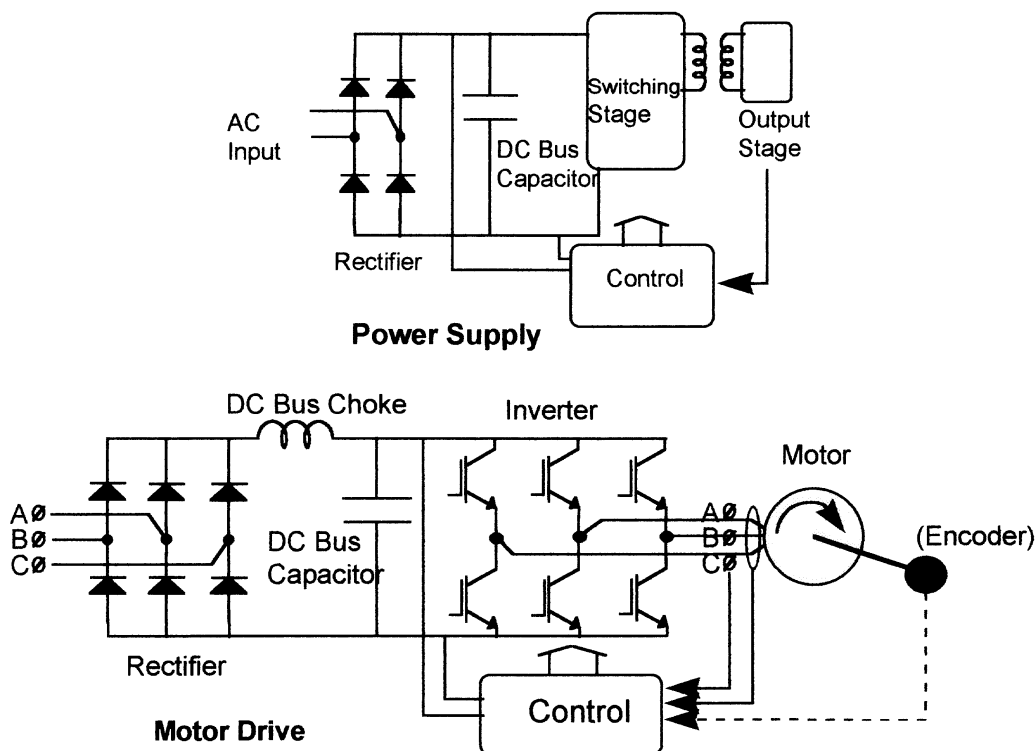 Switching
Stage
AC
Input
DC Bus
Capacitor
Output
Stage
Rectifier
Control
Power Supply
DC Bus Choke
Inverter
Motor
AØ
BØ
CØ
DC Bus
Capacitor
AØ
BØ
CØ
(Encoder)
Rectifier
Control
Motor Drive